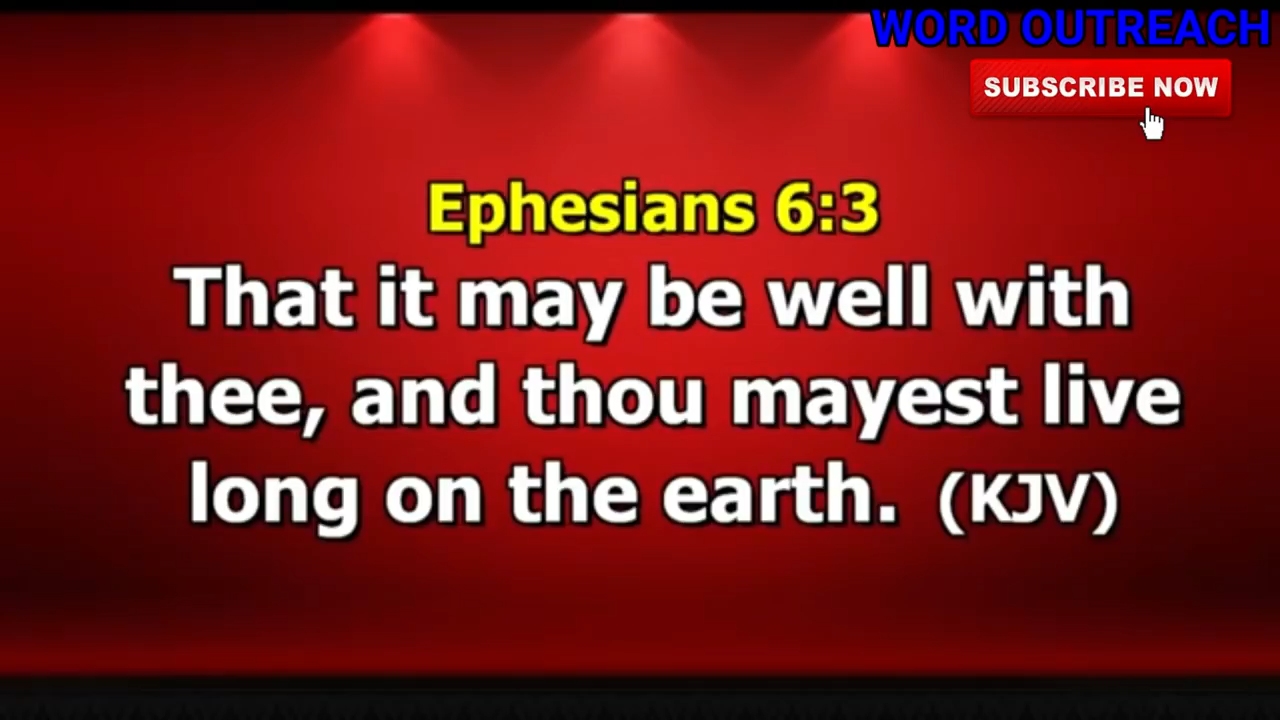 WORD OUTREACH
SUBSCRIBE NOW
Ephesians 6:3
That it may be well with
thee, and thou mayest live
long on the earth. (KJV)